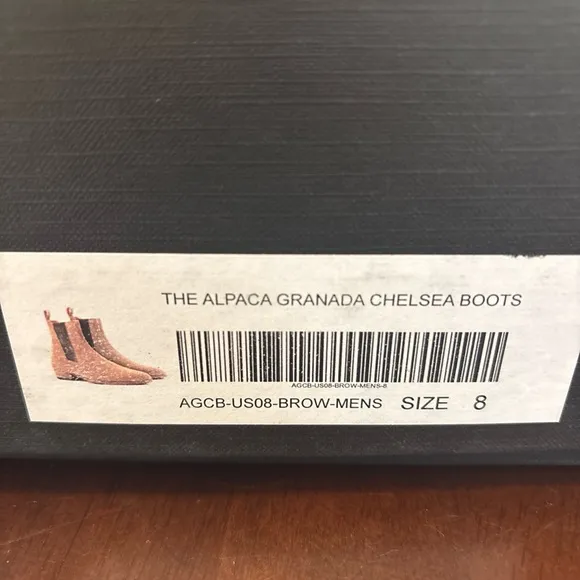 THE ALPACA GRANADA CHELSEA BOOTS
AGCB-US08-BROW-MENS-8
AGCB-US08-BROW-MENS SIZE 8